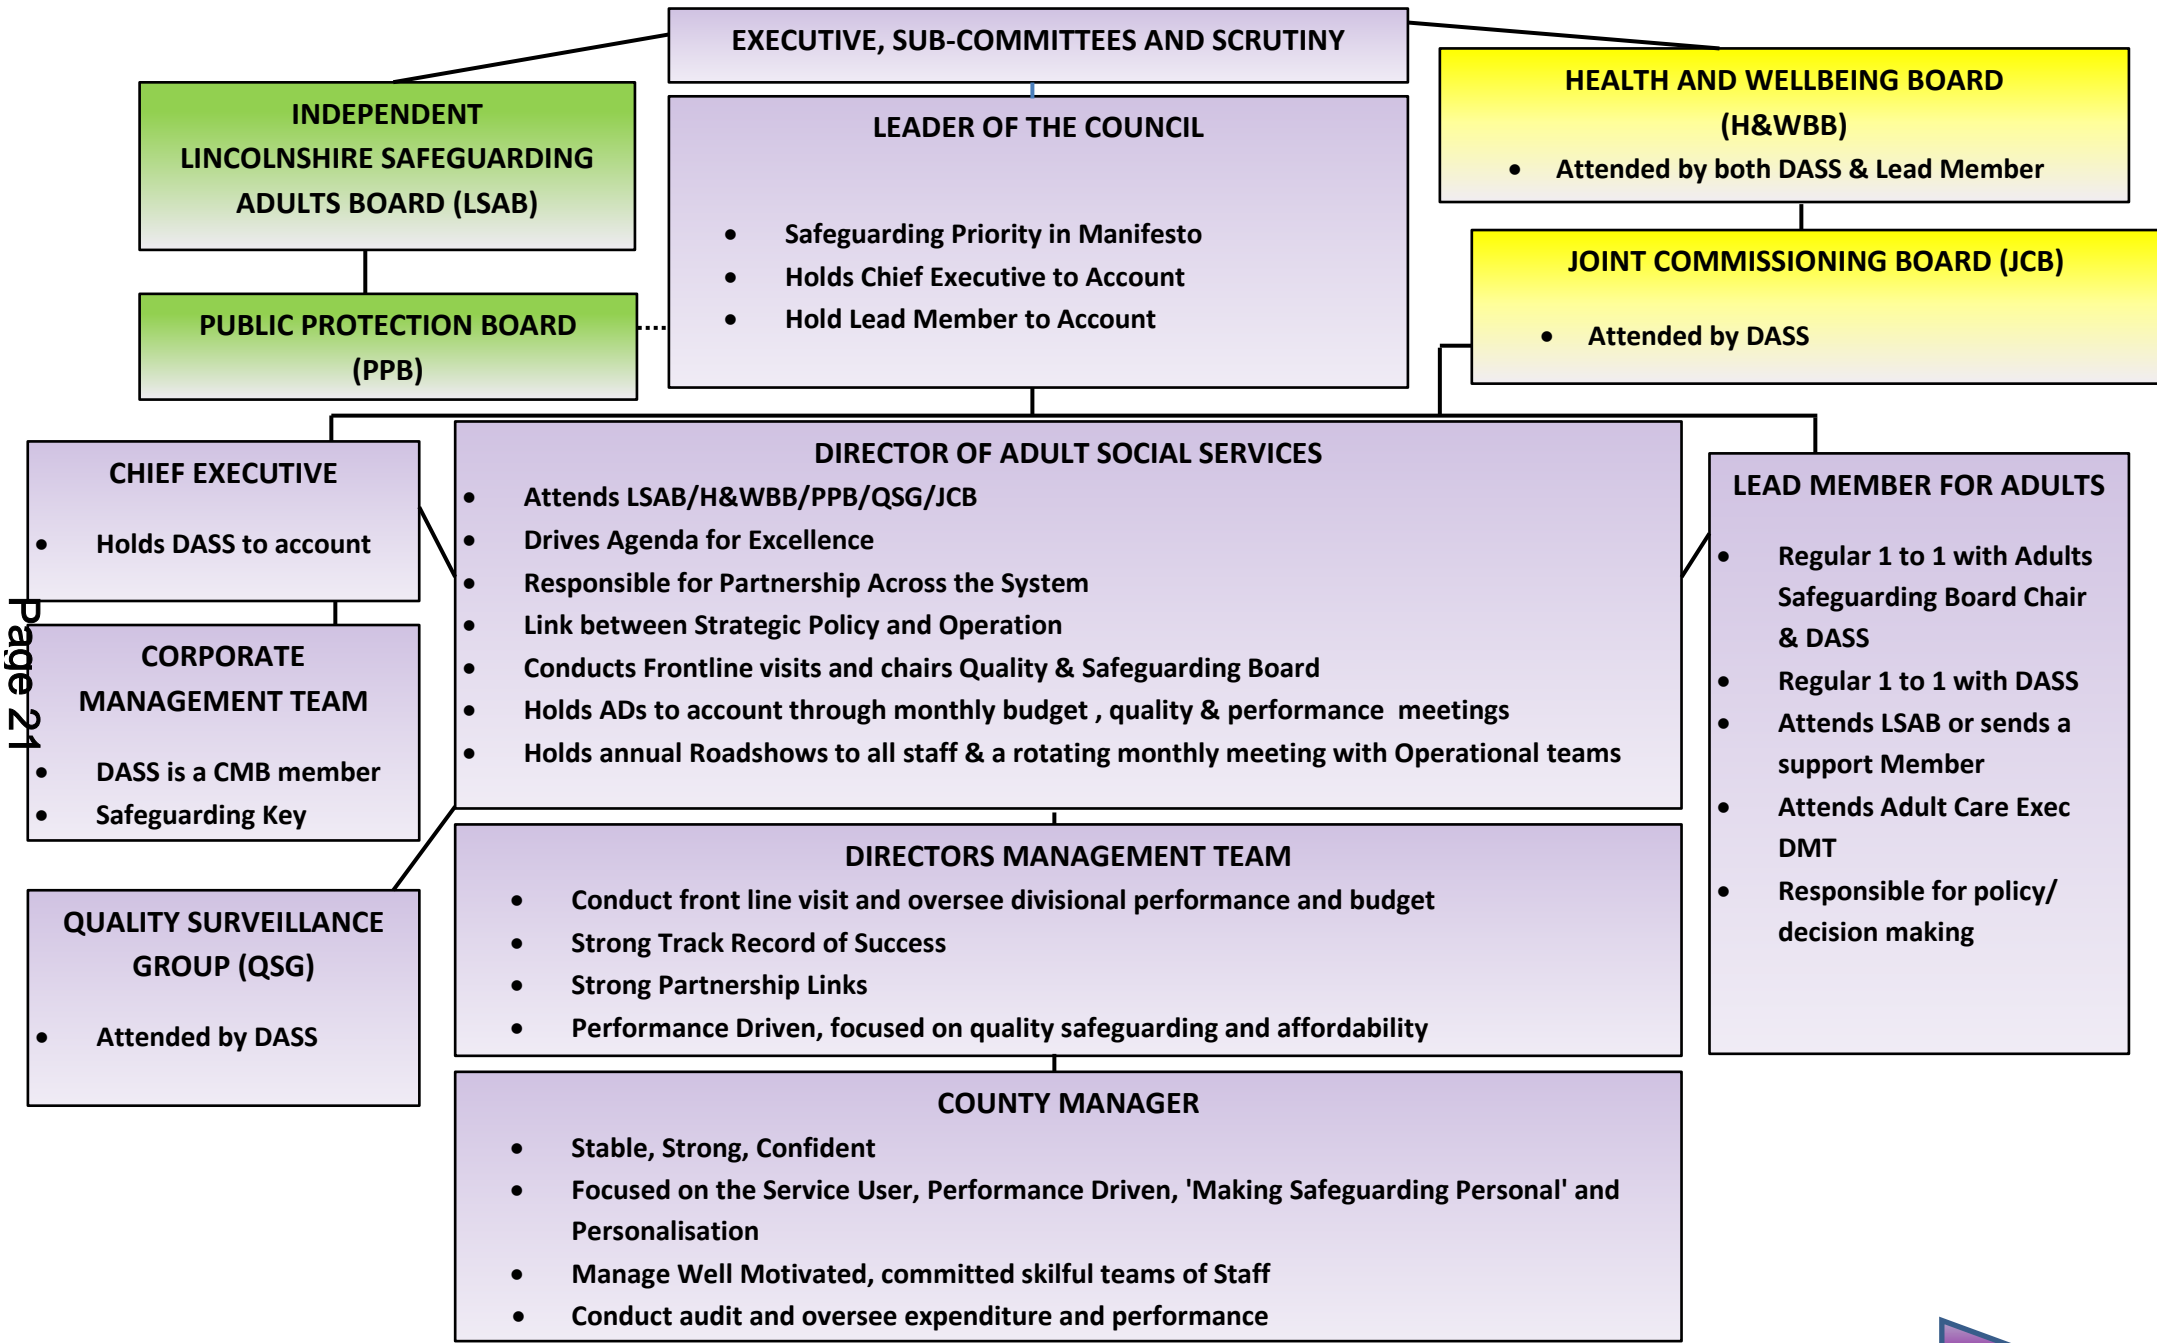 EXECUTIVE, SUB-COMMITTEES AND SCRUTINY
INDEPENDENT
LINCOLNSHIRE SAFEGUARDING
ADULTS BOARD (LSAB)
LEADER OF THE COUNCIL
• Safeguarding Priority in Manifesto
• Holds Chief Executive to Account
• Hold Lead Member to Account
HEALTH AND WELLBEING BOARD
(H&WBB)
• Attended by both DASS & Lead Member
PUBLIC PROTECTION BOARD
(PPB)
JOINT COMMISSIONING BOARD (JCB)
• Attended by DASS
CHIEF EXECUTIVE
• Holds DASS to account
DIRECTOR OF ADULT SOCIAL SERVICES
• Attends LSAB/H&WBB/PPB/QSG/JCB
• Drives Agenda for Excellence
• Responsible for Partnership Across the System
• Link between Strategic Policy and Operation
• Conducts Frontline visits and chairs Quality & Safeguarding Board
• Holds ADs to account through monthly budget , quality & performance meetings
• Holds annual Roadshows to all staff & a rotating monthly meeting with Operational teams
LEAD MEMBER FOR ADULTS
• Regular 1 to 1 with Adults
Safeguarding Board Chair
& DASS
• Regular 1 to 1 with DASS
• Attends LSAB or sends a
support Member
• Attends Adult Care Exec
DMT
• Responsible for policy/
decision making
Page 21
CORPORATE
MANAGEMENT TEAM
• DASS is a CMB member
• Safeguarding Key
QUALITY SURVEILLANCE
GROUP (QSG)
• Attended by DASS
DIRECTORS MANAGEMENT TEAM
• Conduct front line visit and oversee divisional performance and budget
• Strong Track Record of Success
• Strong Partnership Links
• Performance Driven, focused on quality safeguarding and affordability
COUNTY MANAGER
• Stable, Strong, Confident
• Focused on the Service User, Performance Driven, 'Making Safeguarding Personal' and
Personalisation
• Manage Well Motivated, committed skilful teams of Staff
• Conduct audit and oversee expenditure and performance